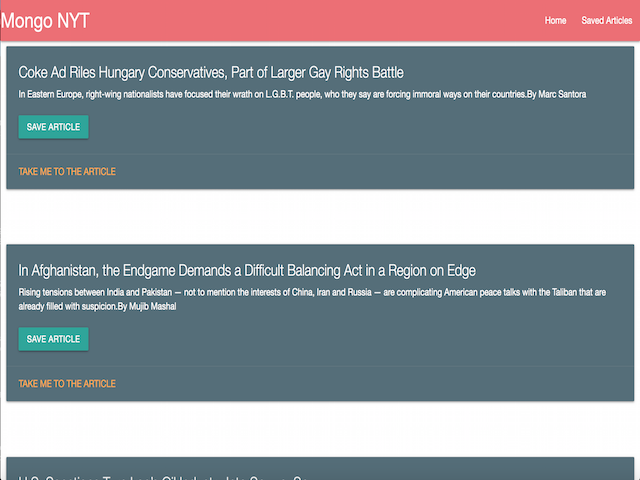 Mongo NYT
Home
Saved Articles
Coke Ad Riles Hungary Conservatives, Part of Larger Gay Rights Battle
In Eastern Europe, right-wing nationalists have focused their wrath on L.G.B.T. people, who they say are forcing immoral ways on their countries.By Marc Santora
SAVE ARTICLE
TAKE ME TO THE ARTICLE
In Afghanistan, the Endgame Demands a Difficult Balancing Act in a Region on Edge
Rising tensions between India and Pakistan — not to mention the interests of China, Iran and Russia — are complicating American peace talks with the Taliban that are
already filled with suspicion.By Mujib Mashal
SAVE ARTICLE
TAKE ME TO THE ARTICLE